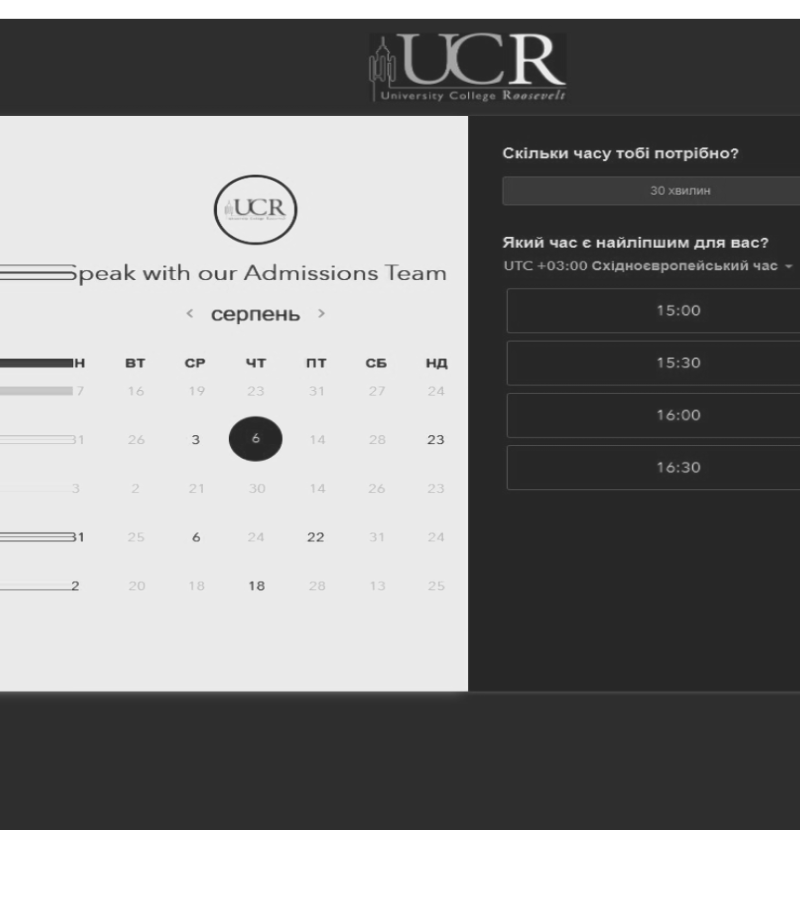 UCR
University College Roosevelt
UCR
Speak with our Admissions Team
серпень
Н ВТ СР ЧТ ПТ СБ НД
7 16 19 23 31 27 24
31 26 3 6 14 28 23
3 2 21 30 14 26 23
31 25 6 24 22 31 24
2 20 18 18 28 13 25
Скільки часу тобі потрібно?
30 хвилин
Який час є найліпшим для вас?
UTC +03:00 Східноєвропейський час
15:00
15:30
16:00
16:30